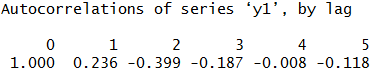 Autocorrelations of series ‘y1’, by lag
0 1 2 3 4 5
1.000 0.236 -0.399 -0.187 -0.008 -0.118